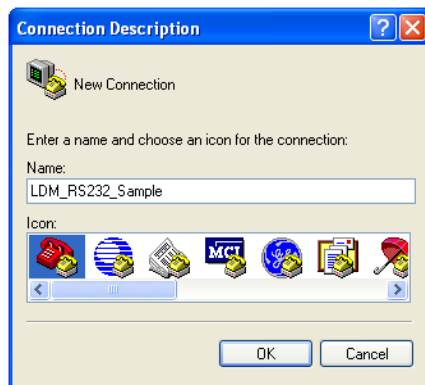 Connection Description
New Connection
Enter a name and choose an icon for the connection:
Name:
LDM_RS232_Sample
Icon:
MCI
OK Cancel